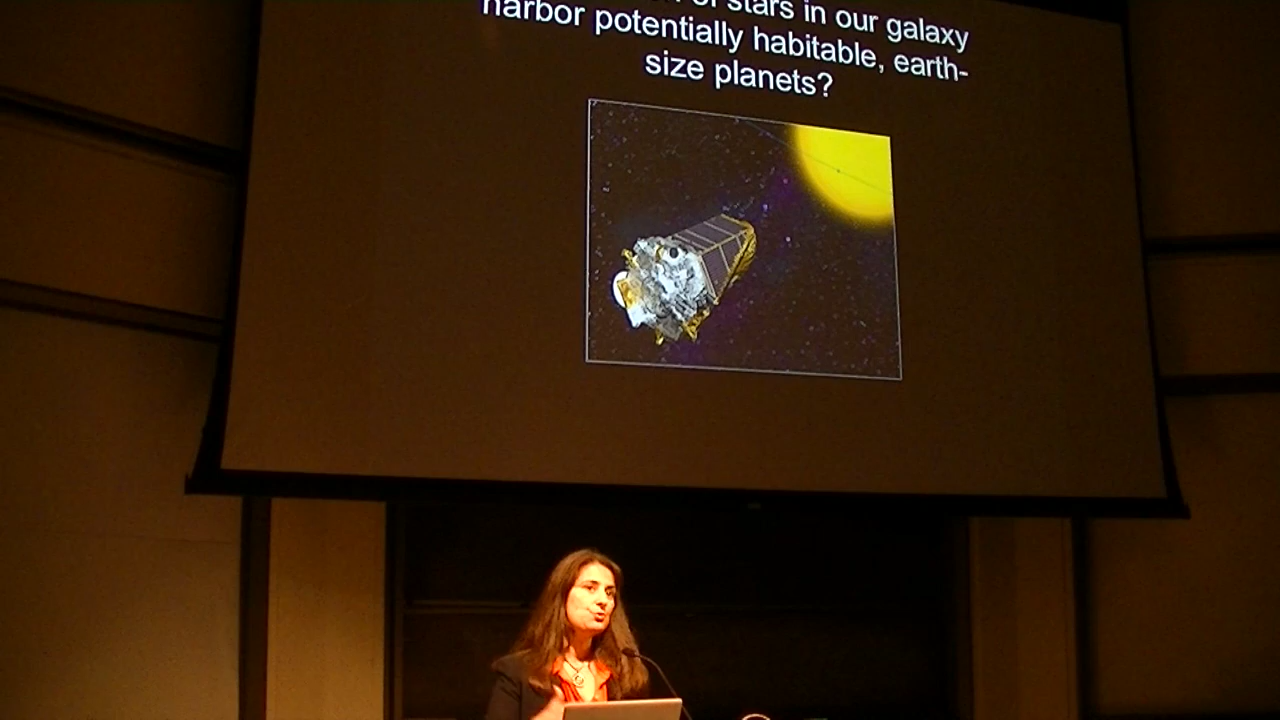 of stars in our galaxy
harbor potentially habitable, earth-
size planets?